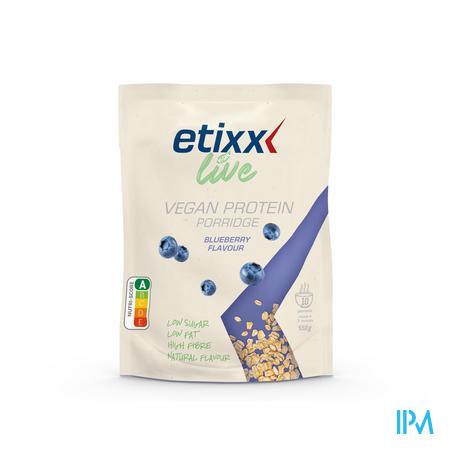 etixx
live
VEGAN PROTEIN
PORRIDGE
BLUEBERRY
FLAVOUR
NUTRI-SCORE
A
B
C
D
E
LOW SUGAR
LOW FAT
HIGH FIBRE
NATURAL FLAVOUR
10
550g
IPM